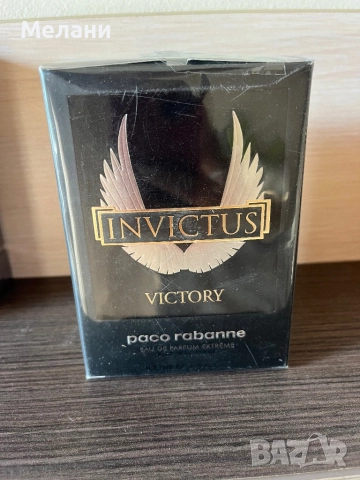 Мелани
INVICTUS
VICTORY
paco rabanne
EAU DE PARFUM EXTRÊME
BAZAR